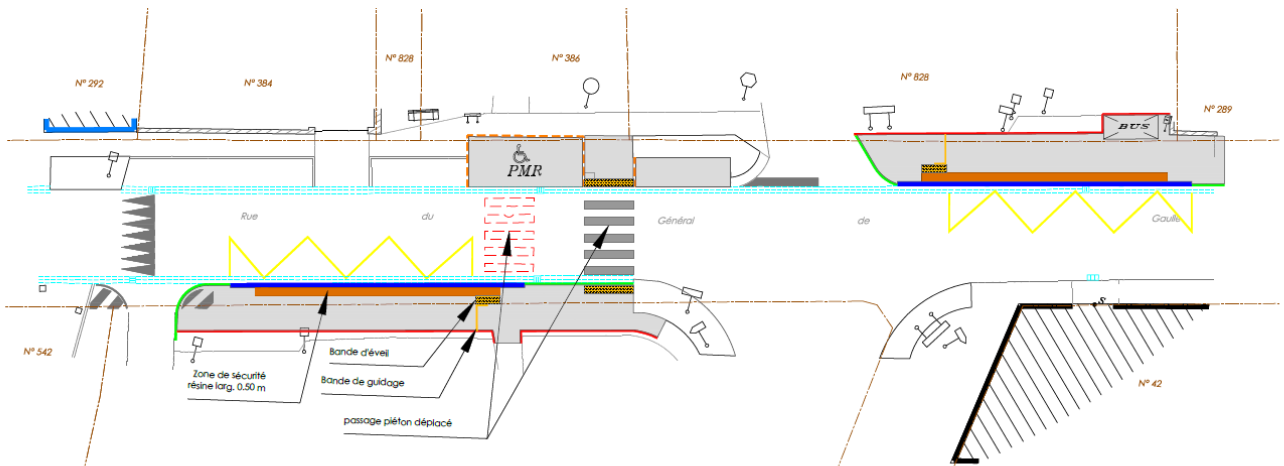 N° 828
N° 386
N° 292
N° 384
N° 828
N° 289
BUS
PMR
Rue
du
Général
de
Gaulle
N° 542
Bande d'éveil
Zone de sécurité
résine larg. 0.50 m
Bande de guidage
passage piéton déplacé
N° 42